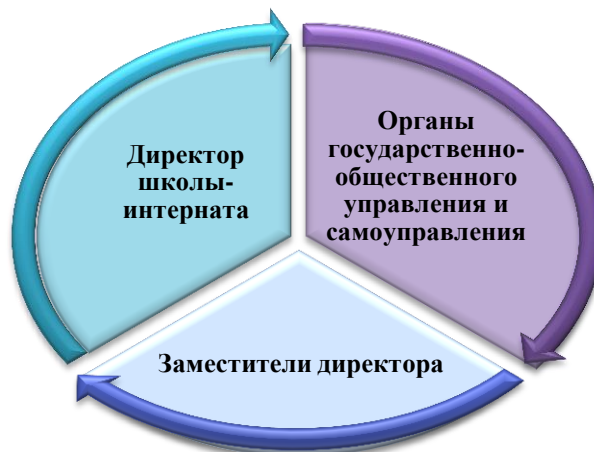 Директор
школы-
интерната
Органы
государственно-
общественного
управления и
самоуправления
Заместители директора